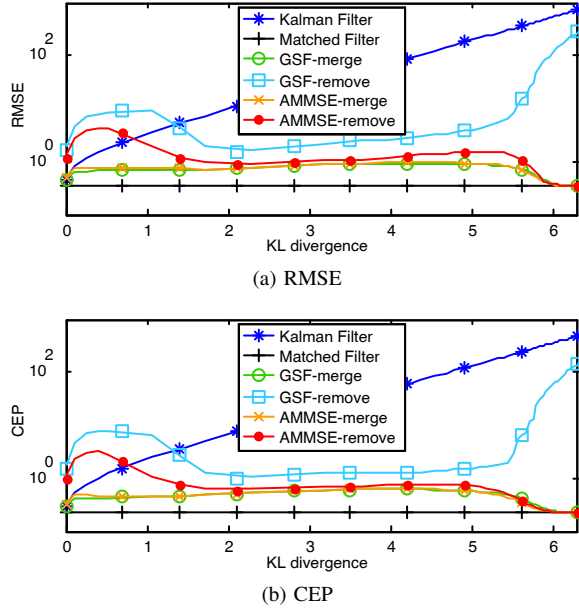 10^2
10^0
RMSE
Kalman Filter
Matched Filter
GSF-merge
GSF-remove
AMMSE-merge
AMMSE-remove
0 1 2 3 4 5 6
KL divergence
(a) RMSE
10^2
10^0
CEP
Kalman Filter
Matched Filter
GSF-merge
GSF-remove
AMMSE-merge
AMMSE-remove
0 1 2 3 4 5 6
KL divergence
(b) CEP